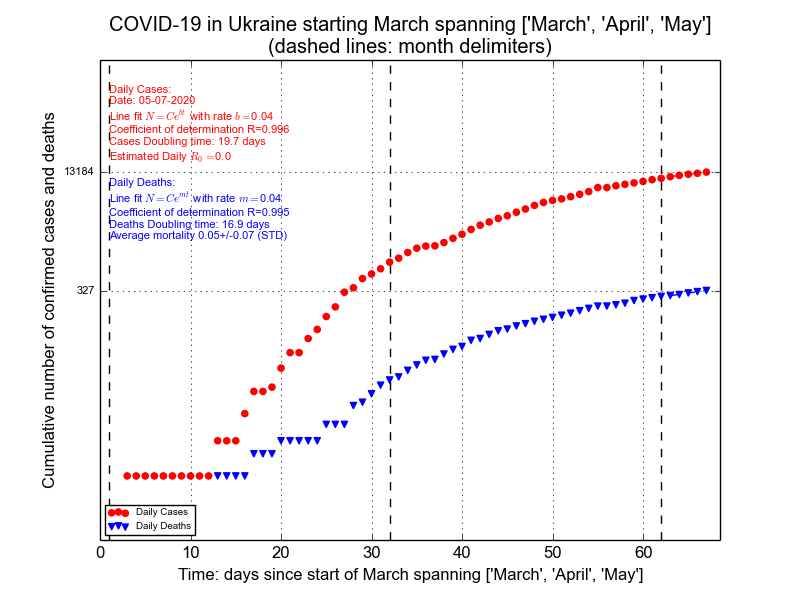 COVID-19 in Ukraine starting March spanning ['March', 'April', 'May']
(dashed lines: month delimiters)
Daily Cases:
Date: 05-07-2020
Line fit N = Ce^{bt} with rate b =0.04
Coefficient of determination R=0.996
Cases Doubling time: 19.7 days
Estimated Daily R_0 =0.0
Daily Deaths:
Line fit N = Ce^{mt} with rate m =0.04
Coefficient of determination R=0.995
Deaths Doubling time: 16.9 days
Average mortality 0.05+/-0.07 (STD)
Cumulative number of confirmed cases and deaths
13184
327
Daily Cases
Daily Deaths
0 10 20 30 40 50 60
Time: days since start of March spanning ['March', 'April', 'May']